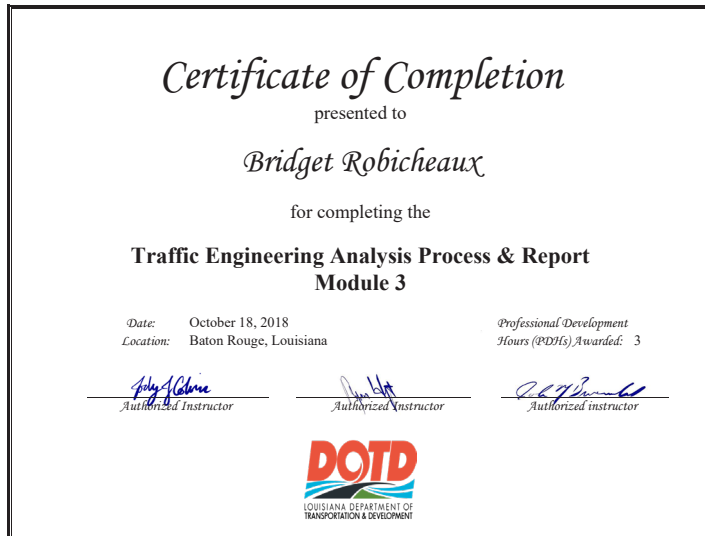 Certificate of Completion
presented to
Bridget Robicheaux
for completing the
Traffic Engineering Analysis Process & Report
Module 3
Date: October 18, 2018
Location: Baton Rouge, Louisiana
Professional Development
Hours (PDHs) Awarded: 3
Authorized Instructor
Authorized Instructor
Authorized instructor
DOTD
LOUISIANA DEPARTMENT OF
TRANSPORTATION & DEVELOPMENT